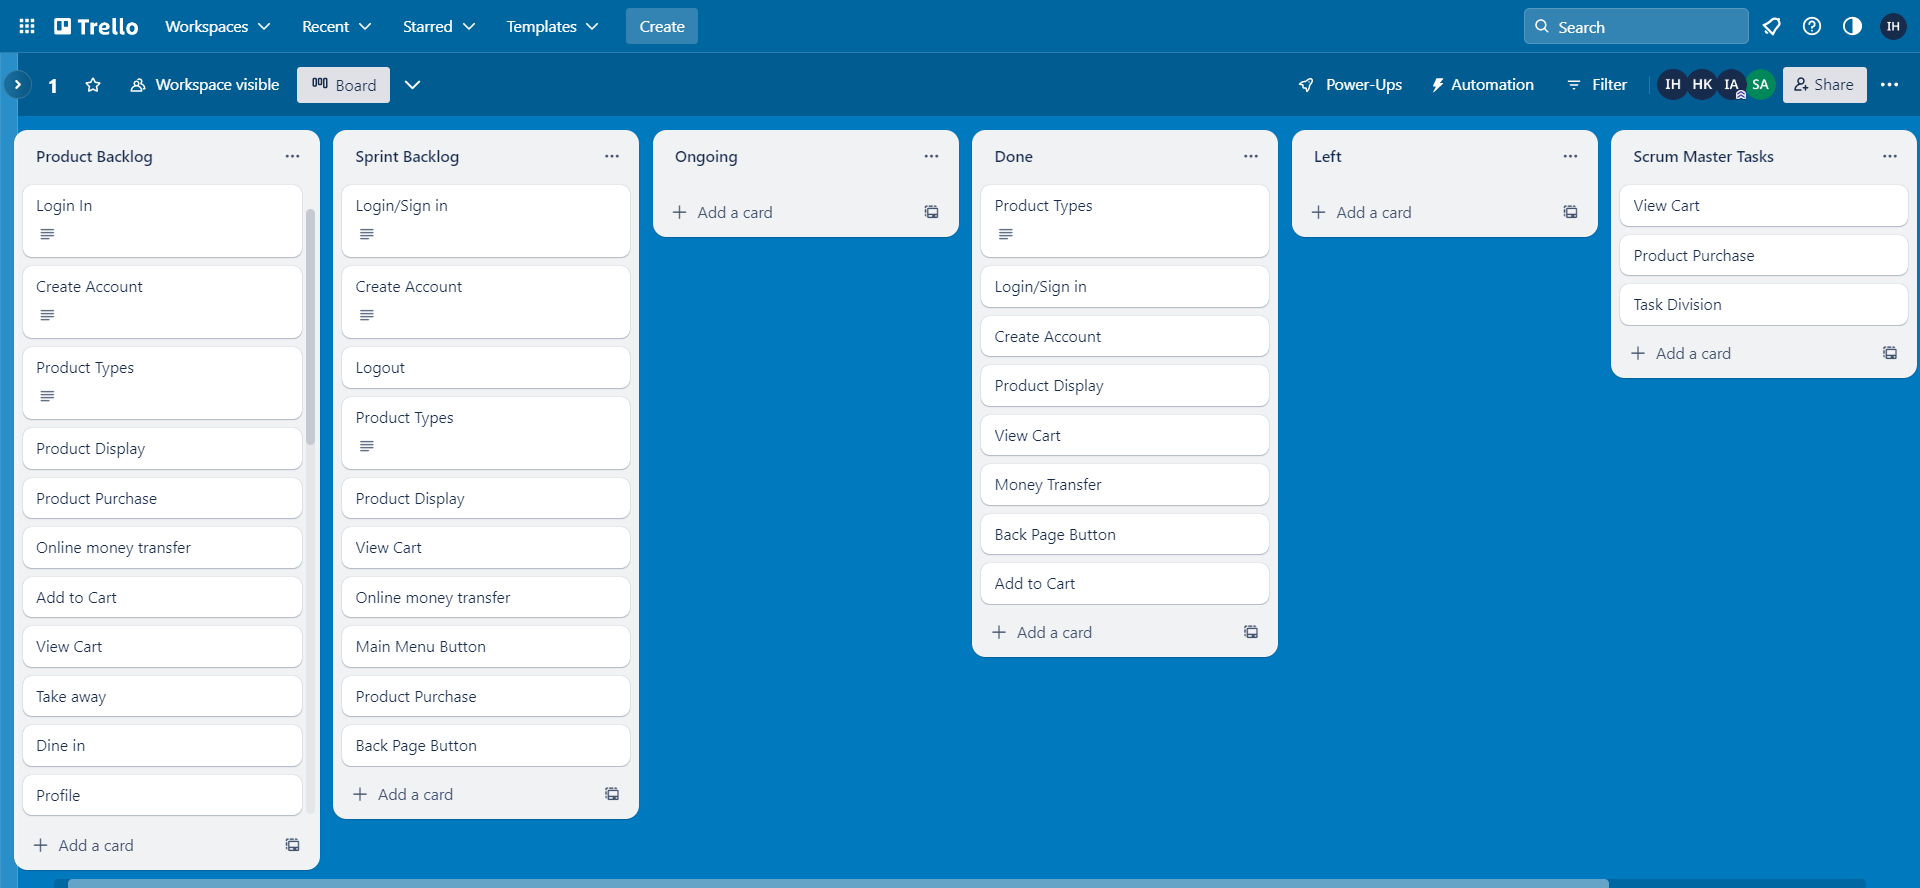 Trello
Workspaces
Recent
Starred
Templates
Create
Search
IH
1
Workspace visible
Board
Power-Ups
Automation
Filter
IH
HK
IA
SA
Share
Product Backlog
Login In
Create Account
Product Types
Product Display
Product Purchase
Online money transfer
Add to Cart
View Cart
Take away
Dine in
Profile
Add a card
Sprint Backlog
Login/Sign in
Create Account
Logout
Product Types
Product Display
View Cart
Online money transfer
Main Menu Button
Product Purchase
Back Page Button
Add a card
Ongoing
Add a card
Done
Product Types
Login/Sign in
Create Account
Product Display
View Cart
Money Transfer
Back Page Button
Add to Cart
Add a card
Left
Add a card
Scrum Master Tasks
View Cart
Product Purchase
Task Division
Add a card